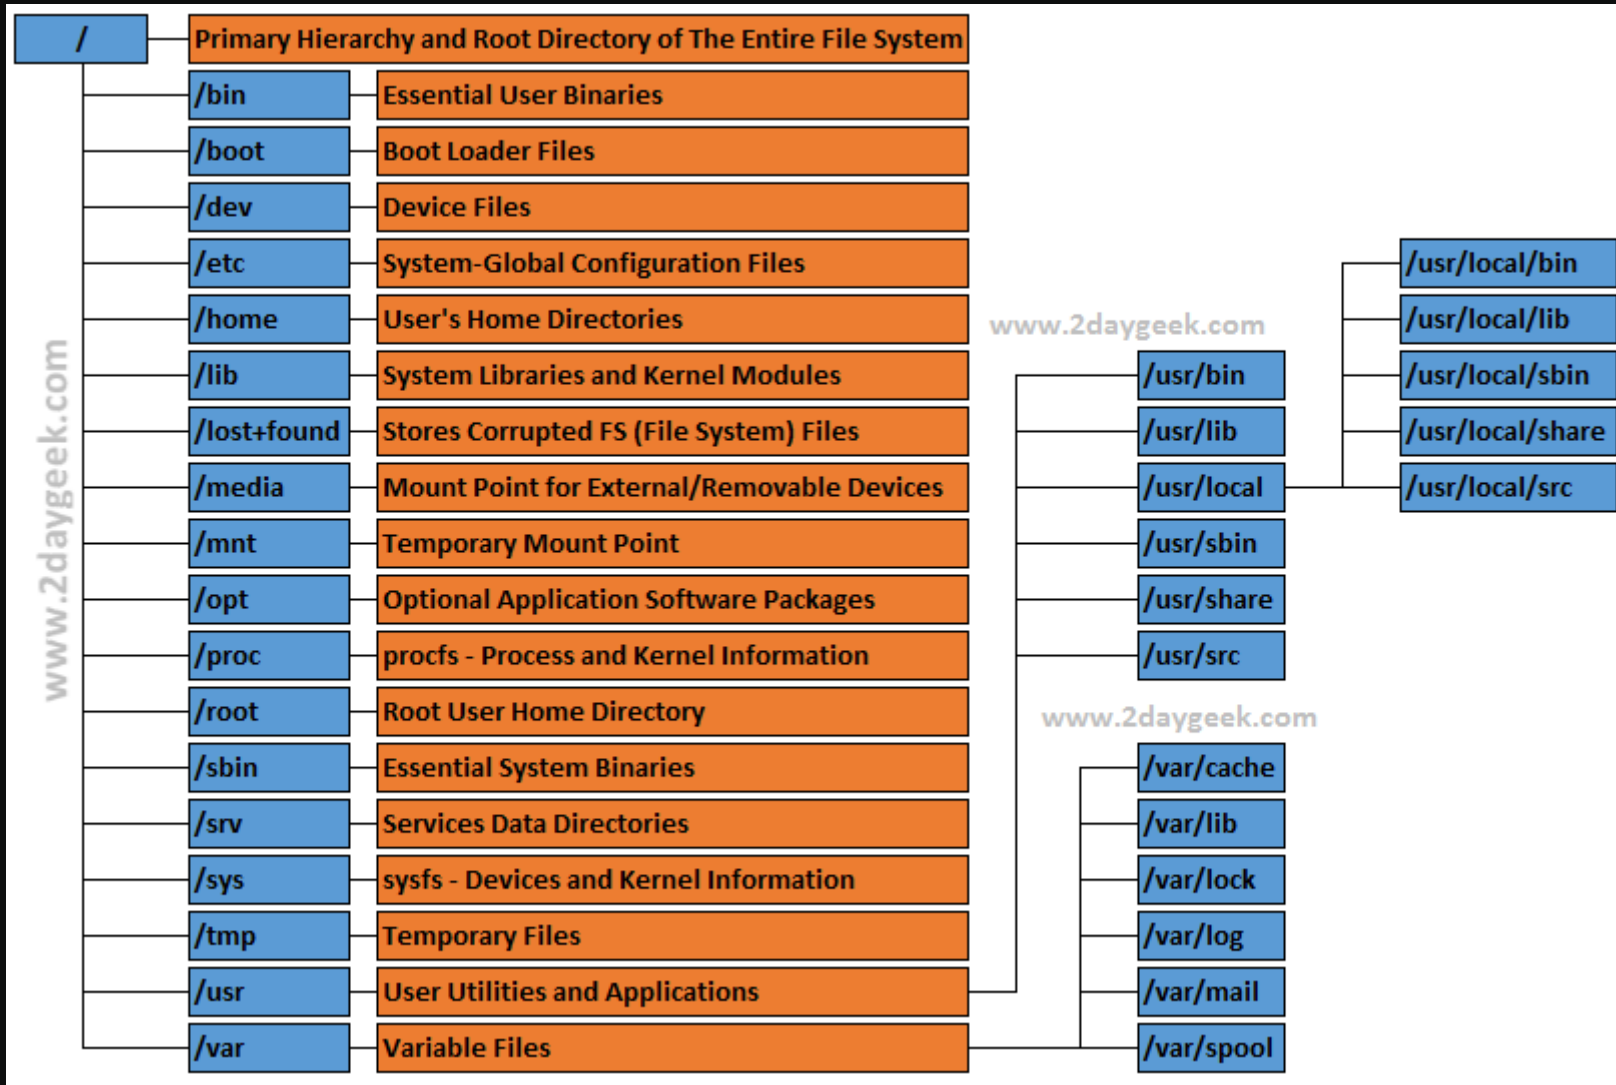 /
Primary Hierarchy and Root Directory of The Entire File System
/bin
Essential User Binaries
/boot
Boot Loader Files
/dev
Device Files
/etc
System-Global Configuration Files
/home
User's Home Directories
/lib
System Libraries and Kernel Modules
/lost+found
Stores Corrupted FS (File System) Files
/media
Mount Point for External/Removable Devices
/mnt
Temporary Mount Point
/opt
Optional Application Software Packages
/proc
procfs - Process and Kernel Information
/root
Root User Home Directory
/sbin
Essential System Binaries
/srv
Services Data Directories
/sys
sysfs - Devices and Kernel Information
/tmp
Temporary Files
/usr
User Utilities and Applications
/var
Variable Files
www.2daygeek.com
www.2daygeek.com
/usr/bin
/usr/lib
/usr/local
/usr/sbin
/usr/share
/usr/src
/usr/local/bin
/usr/local/lib
/usr/local/sbin
/usr/local/share
/usr/local/src
www.2daygeek.com
/var/cache
/var/lib
/var/lock
/var/log
/var/mail
/var/spool